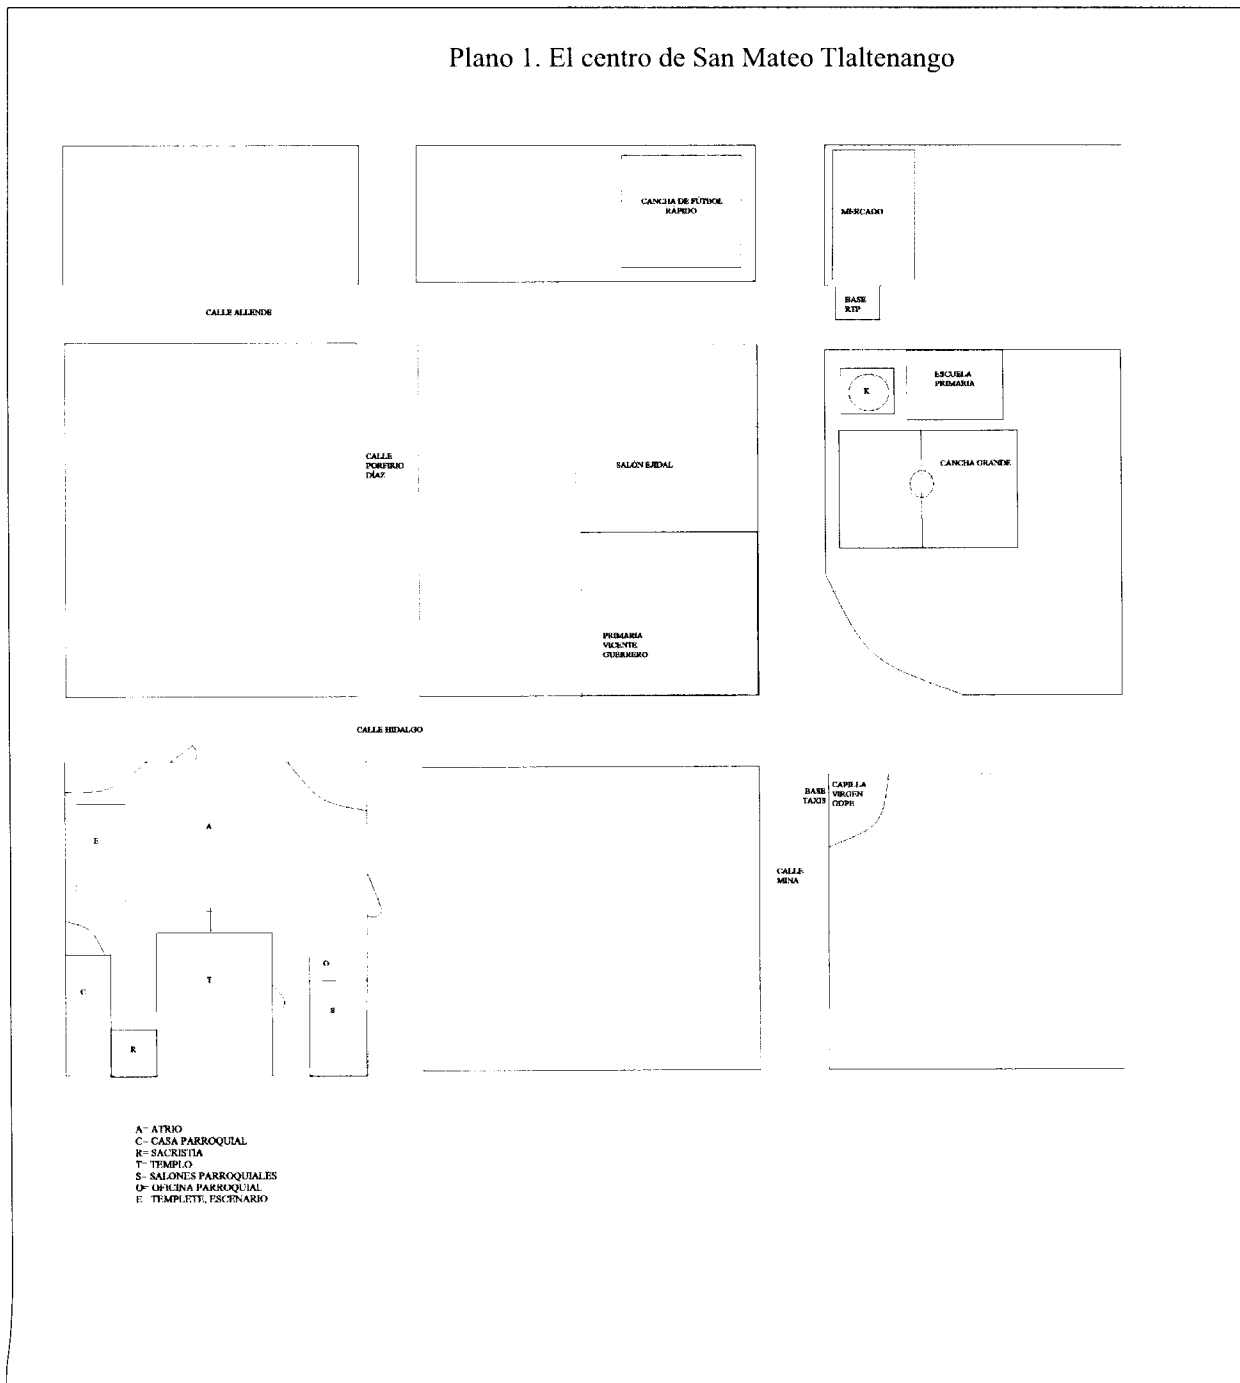 Plano 1. El centro de San Mateo Tlaltenango
CANCHA DE FÚTBOL
RÁPIDO
MERCADO
BASE
RTP
CALLE ALLENDE
ESCUELA
PRIMARIA
K
CALLE
PORFIRIO
DÍAZ
SALÓN EJIDAL
CANCHA GRANDE
PRIMARIA
VICENTE
GUERRERO
CALLE HIDALGO
BASE
TAXIS
CAPILLA
VIRGEN
GDPE
A
E
CALLE
MINA
O
T
C
S
R
A= ATRIO
C= CASA PARROQUIAL
R= SACRISTIA
T= TEMPLO
S= SALONES PARROQUIALES
O= OFICINA PARROQUIAL
E TEMPLETE, ESCENARIO